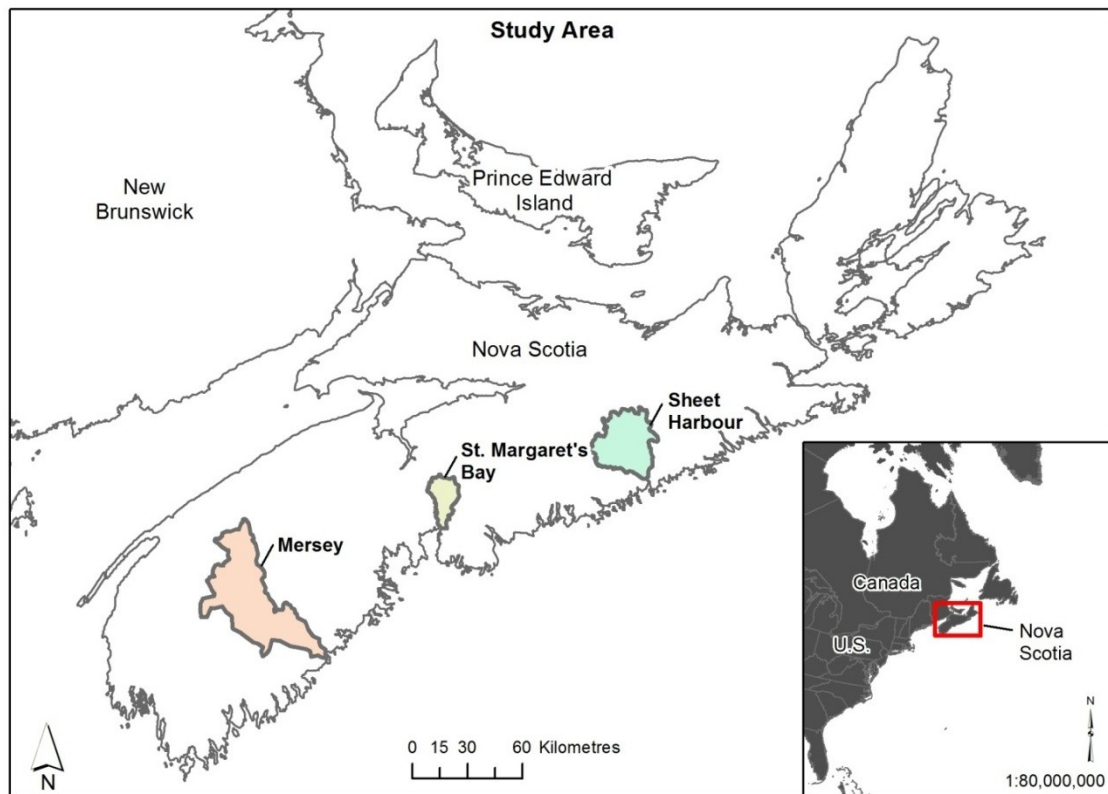 Study Area
New
Brunswick
Prince Edward
Island
Nova Scotia
Sheet
Harbour
St. Margaret's
Bay
Mersey
N
0 15 30 60 Kilometres
Canada
U.S.
Nova
Scotia
N
1:80,000,000